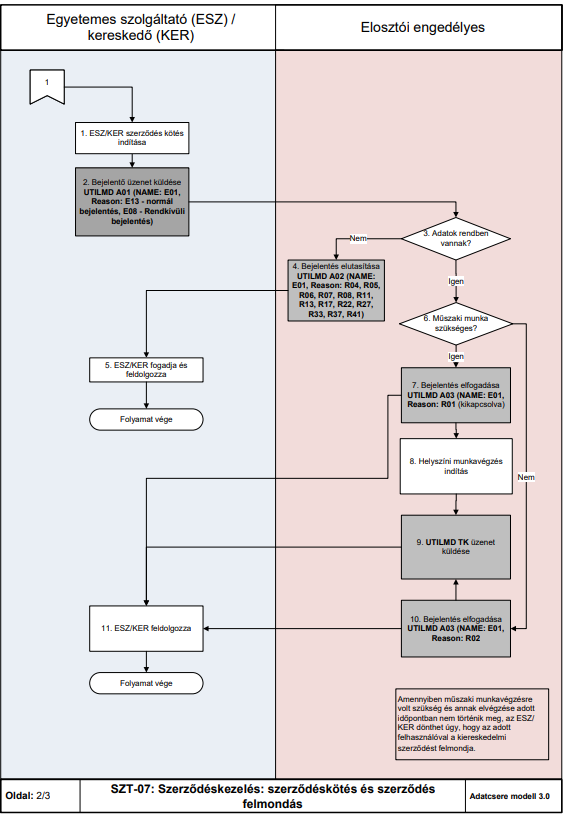 Egyetemes szolgáltató (ESZ) /
kereskedő (KER)
Elosztói engedélyes
1
1. ESZ/KER szerződés kötés
indítása
2. Bejelentő üzenet küldése
UTILMD A01 (NAME: E01,
Reason: E13 - normál
bejelentés, E08 - Rendkívüli
bejelentés)
3. Adatok rendben
vannak?
Nem
Igen
4. Bejelentés elutasítása
UTILMD A02 (NAME:
E01, Reason: R04, R05,
R06, R07, R08, R11,
R13, R17, R22, R27,
R33, R37, R41)
5. ESZ/KER fogadja és
feldolgozza
Folyamat vége
6. Műszaki munka
szükséges?
Igen
Nem
7. Bejelentés elfogadása
UTILMD A03 (NAME: E01,
Reason: R01 (kikapcsolva)
8. Helyszíni munkavégzés
indítás
9. UTILMD TK üzenet
küldése
10. Bejelentés elfogadása
UTILMD A03 (NAME: E01,
Reason: R02
11. ESZ/KER feldolgozza
Folyamat vége
Amennyiben műszaki munkavégzésre
volt szükség és annak elvégzése adott
időpontban nem történik meg, az ESZ/
KER dönthet úgy, hogy az adott
felhasználóval a kiereskedelmi
szerződést felmondja.
Oldal: 2/3
SZT-07: Szerződéskezelés: szerződéskötés és szerződés
felmondás
Adatcsere modell 3.0